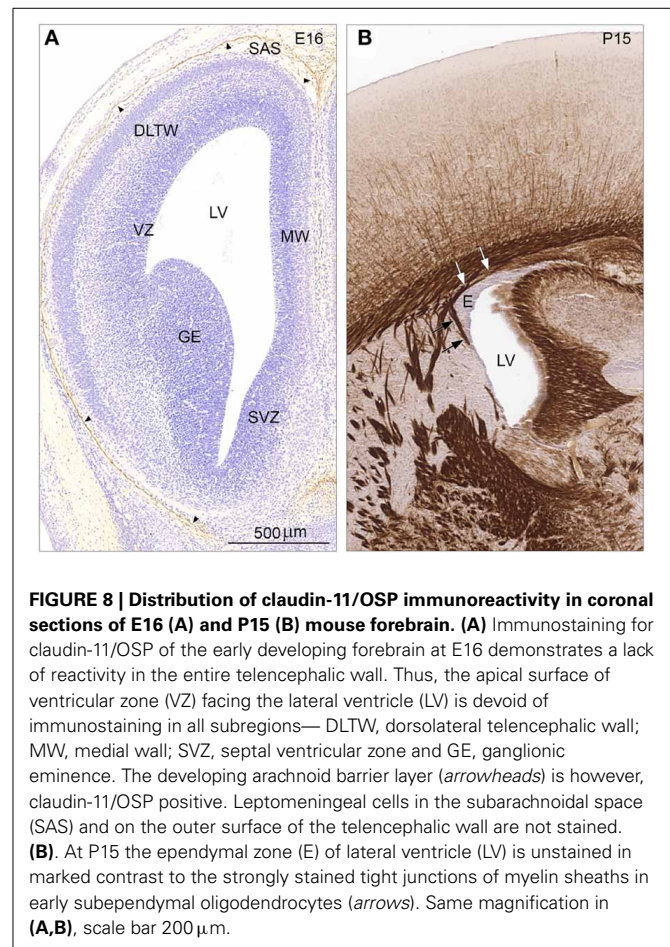 A
E16
SAS
DLTW
LV
VZ
MW
GE
SVZ
500 µm
B
P15
E
LV
FIGURE 8 | Distribution of claudin-11/OSP immunoreactivity in coronal
sections of E16 (A) and P15 (B) mouse forebrain. (A) Immunostaining for
claudin-11/OSP of the early developing forebrain at E16 demonstrates a lack
of reactivity in the entire telencephalic wall. Thus, the apical surface of
ventricular zone (VZ) facing the lateral ventricle (LV) is devoid of
immunostaining in all subregions— DLTW, dorsolateral telencephalic wall;
MW, medial wall; SVZ, septal ventricular zone and GE, ganglionic
eminence. The developing arachnoid barrier layer (arrowheads) is however,
claudin-11/OSP positive. Leptomeningeal cells in the subarachnoidal space
(SAS) and on the outer surface of the telencephalic wall are not stained.
(B). At P15 the ependymal zone (E) of lateral ventricle (LV) is unstained in
marked contrast to the strongly stained tight junctions of myelin sheaths in
early subependymal oligodendrocytes (arrows). Same magnification in
(A,B), scale bar 200 µm.